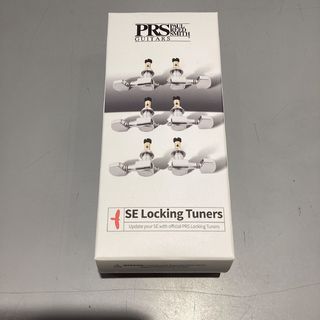 PRS PAUL
REED
SMITH
GUITARS
SE Locking Tuners
Update your SE with official PRS Locking Tuners